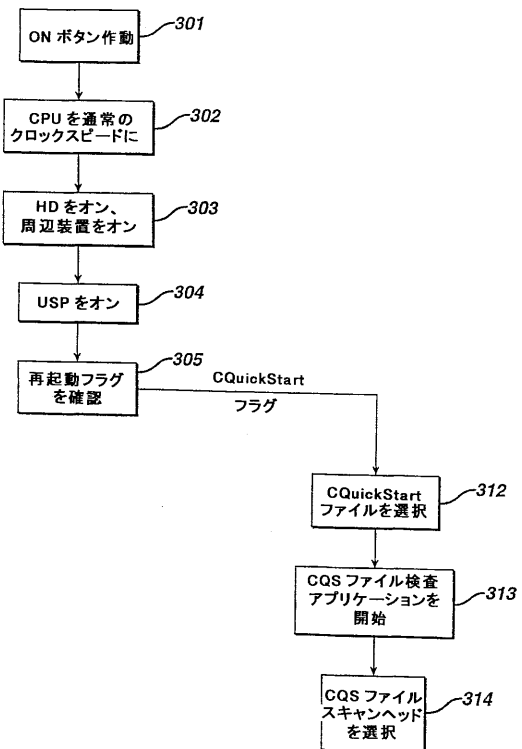 ON ボタン作動
301
CPU を通常の
クロックスピードに
302
HD をオン、
周辺装置をオン
303
USP をオン
304
再起動フラグ
を確認
305
CQuickStart
フラグ
CQuickStart
ファイルを選択
312
CQS ファイル検査
アプリケーションを
開始
313
CQS ファイル
スキャンヘッド
を選択
314